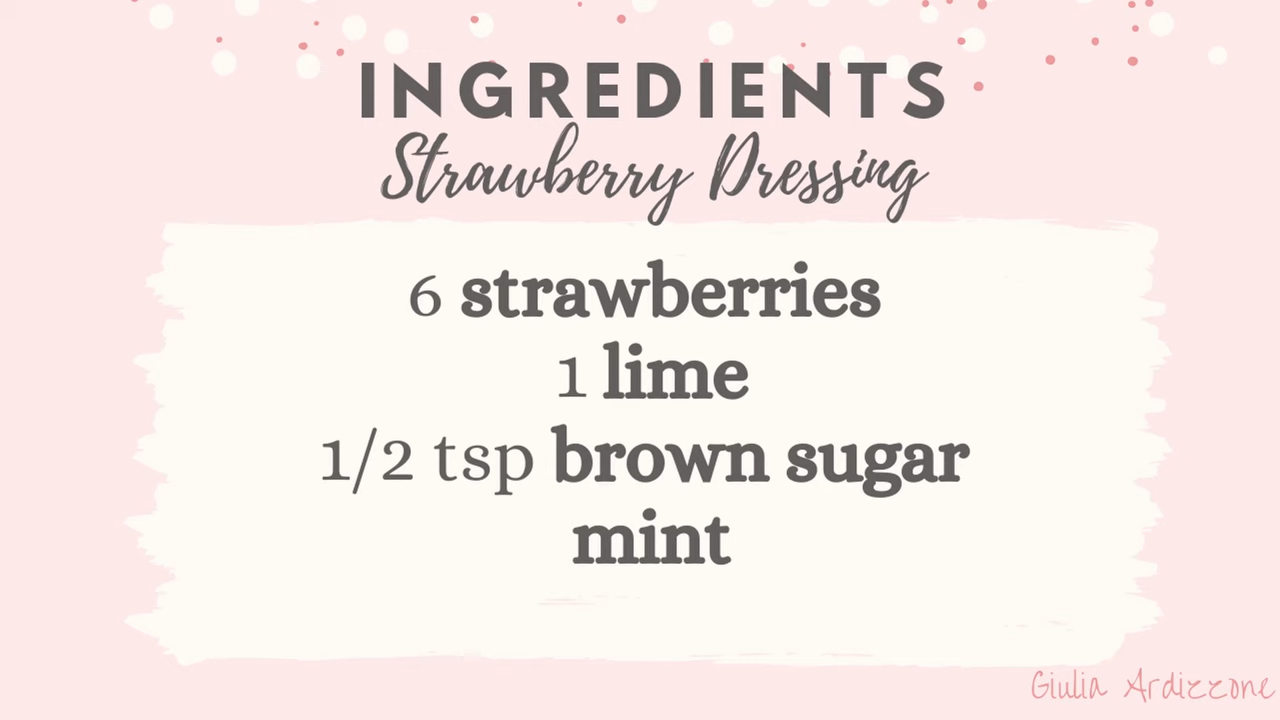 INGREDIENTS
Strawberry Dressing
6 strawberries
1 lime
1/2 tsp brown sugar
mint
Giulia Ardizzone